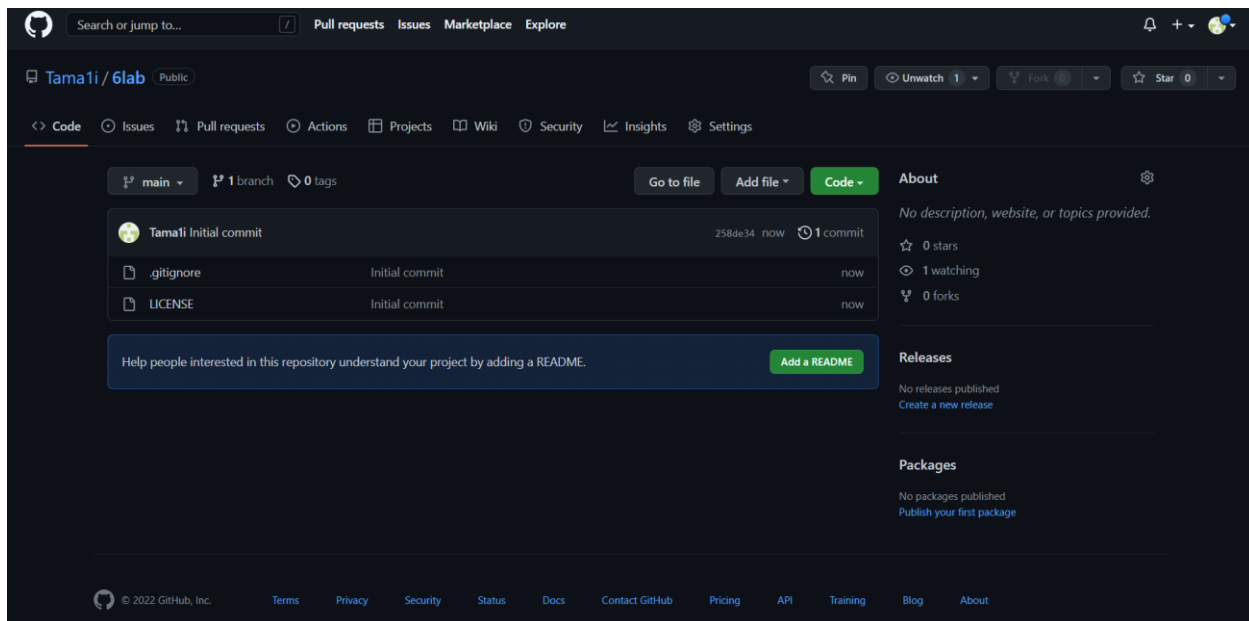 Search or jump to... / Pull requests Issues Marketplace Explore
Tama1i / 6lab Public Pin Unwatch 1 Fork 0 Star 0
Code Issues Pull requests Actions Projects Wiki Security Insights Settings
main 1 branch 0 tags Go to file Add file Code
Tama1i Initial commit 258de34 now 1 commit
.gitignore Initial commit now
LICENSE Initial commit now
Help people interested in this repository understand your project by adding a README. Add a README
About
No description, website, or topics provided.
0 stars
1 watching
0 forks
Releases
No releases published
Create a new release
Packages
No packages published
Publish your first package
© 2022 GitHub, Inc. Terms Privacy Security Status Docs Contact GitHub Pricing API Training Blog About